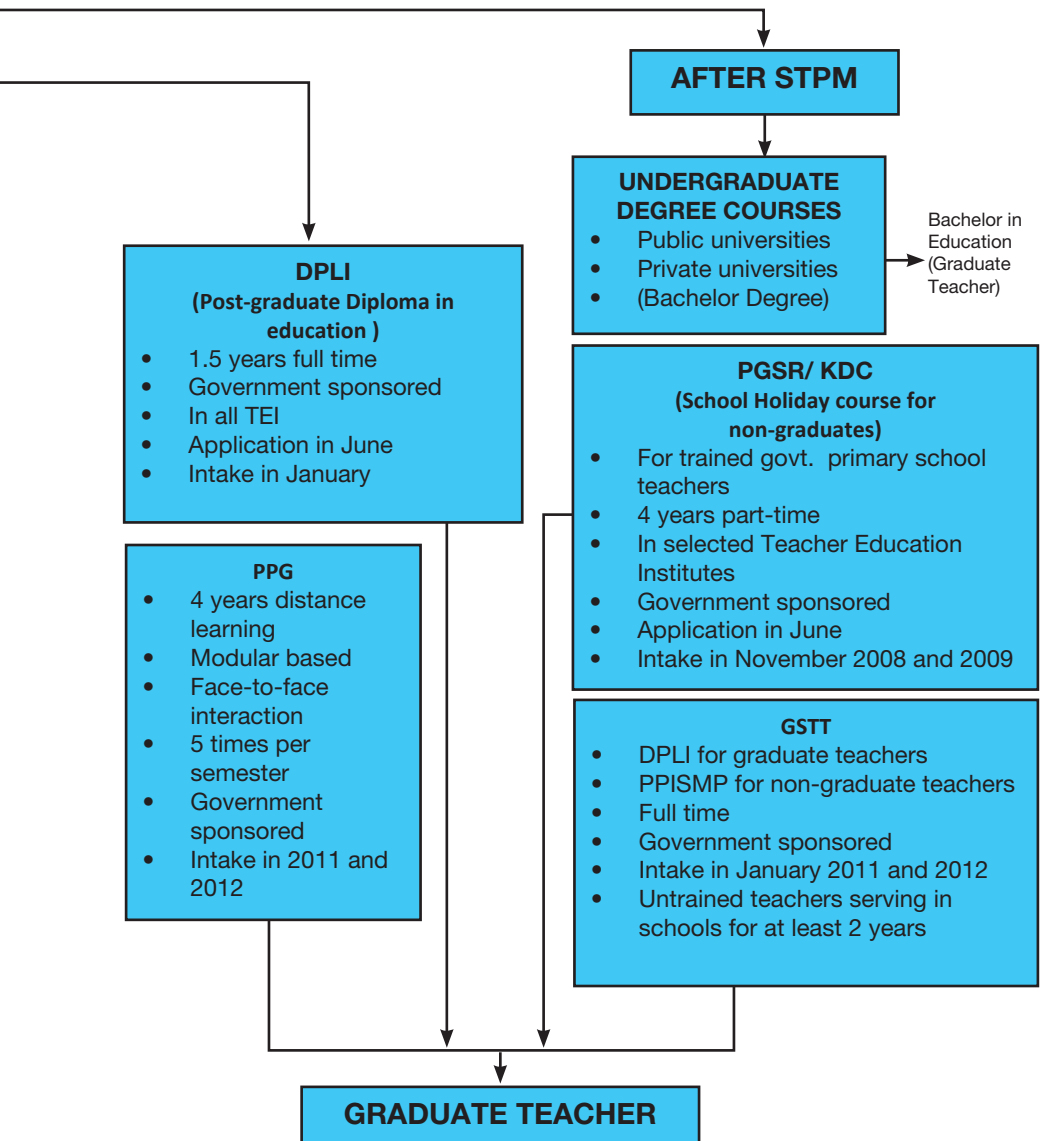 AFTER STPM
UNDERGRADUATE
DEGREE COURSES
• Public universities
• Private universities
• (Bachelor Degree)
Bachelor in
Education
(Graduate
Teacher)
DPLI
(Post-graduate Diploma in
education )
• 1.5 years full time
• Government sponsored
• In all TEI
• Application in June
• Intake in January
PGSR/ KDC
(School Holiday course for
non-graduates)
• For trained govt. primary school
teachers
• 4 years part-time
• In selected Teacher Education
Institutes
• Government sponsored
• Application in June
• Intake in November 2008 and 2009
PPG
• 4 years distance
learning
• Modular based
• Face-to-face
interaction
• 5 times per
semester
• Government
sponsored
• Intake in 2011 and
2012
GSTT
• DPLI for graduate teachers
• PPISMP for non-graduate teachers
• Full time
• Government sponsored
• Intake in January 2011 and 2012
• Untrained teachers serving in
schools for at least 2 years
GRADUATE TEACHER